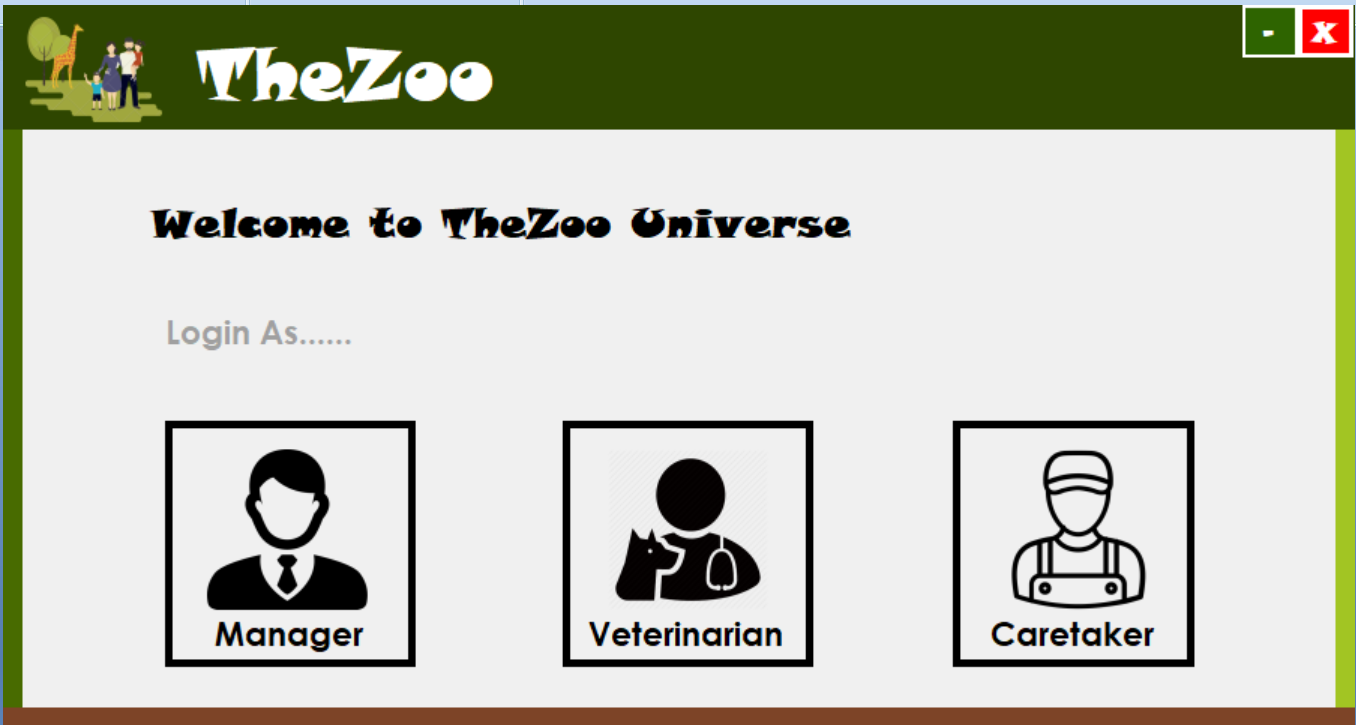 TheZoo
- X
Welcome to TheZoo Universe
Login As......
Manager
Veterinarian
Caretaker